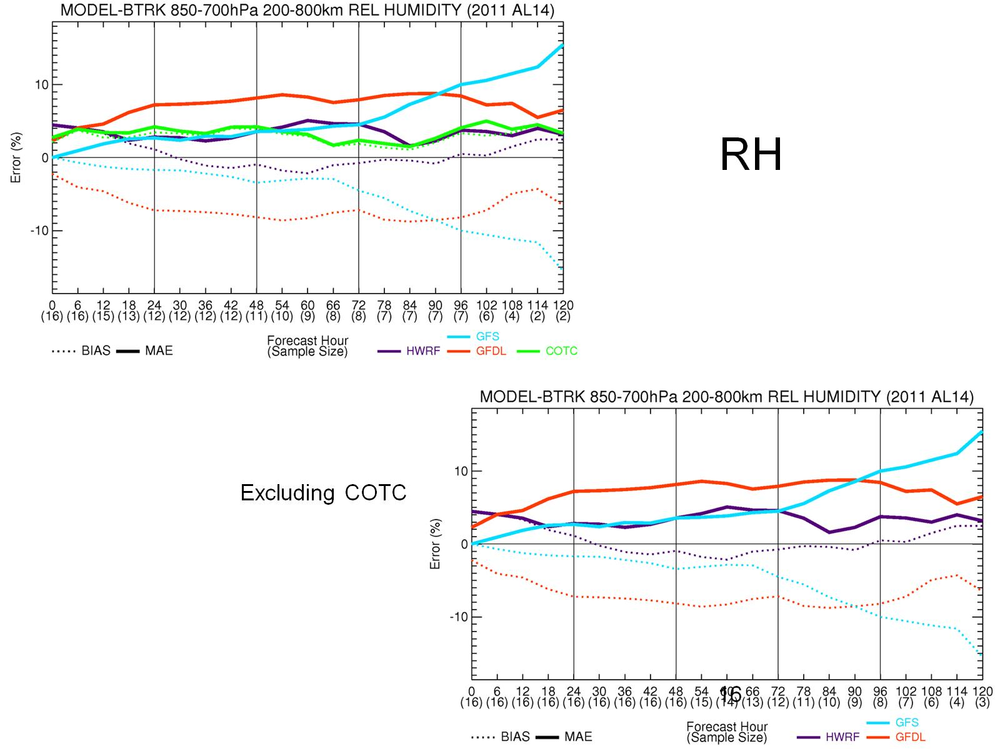 MODEL-BTRK 850-700hPa 200-800km REL HUMIDITY (2011 AL14)
10
0
-10
Error (%)
0 6 12 18 24 30 36 42 48 54 60 66 72 78 84 90 96 102 108 114 120
(16) (16) (15) (13) (12) (12) (12) (12) (11) (10) (9) (8) (8) (7) (7) (7) (7) (6) (4) (2) (2)
BIAS MAE
Forecast Hour
(Sample Size)
GFS
HWRF GFDL COTC
RH
Excluding COTC
MODEL-BTRK 850-700hPa 200-800km REL HUMIDITY (2011 AL14)
10
0
-10
Error (%)
0 6 12 18 24 30 36 42 48 54 60 66 72 78 84 90 96 102 108 114 120
(16) (16) (16) (16) (16) (16) (16) (16) (16) (15) (14) (13) (12) (11) (10) (9) (8) (7) (6) (4) (3)
16
BIAS MAE
Forecast Hour
(Sample Size)
GFS
HWRF GFDL